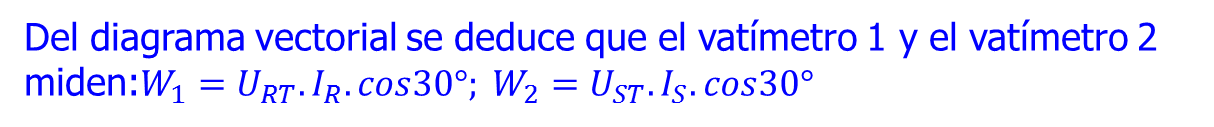 Del diagrama vectorial se deduce que el vatímetro 1 y el vatímetro 2
miden:W₁ = U_RT.I_R.cos30°; W₂ = U_ST.I_S.cos30°